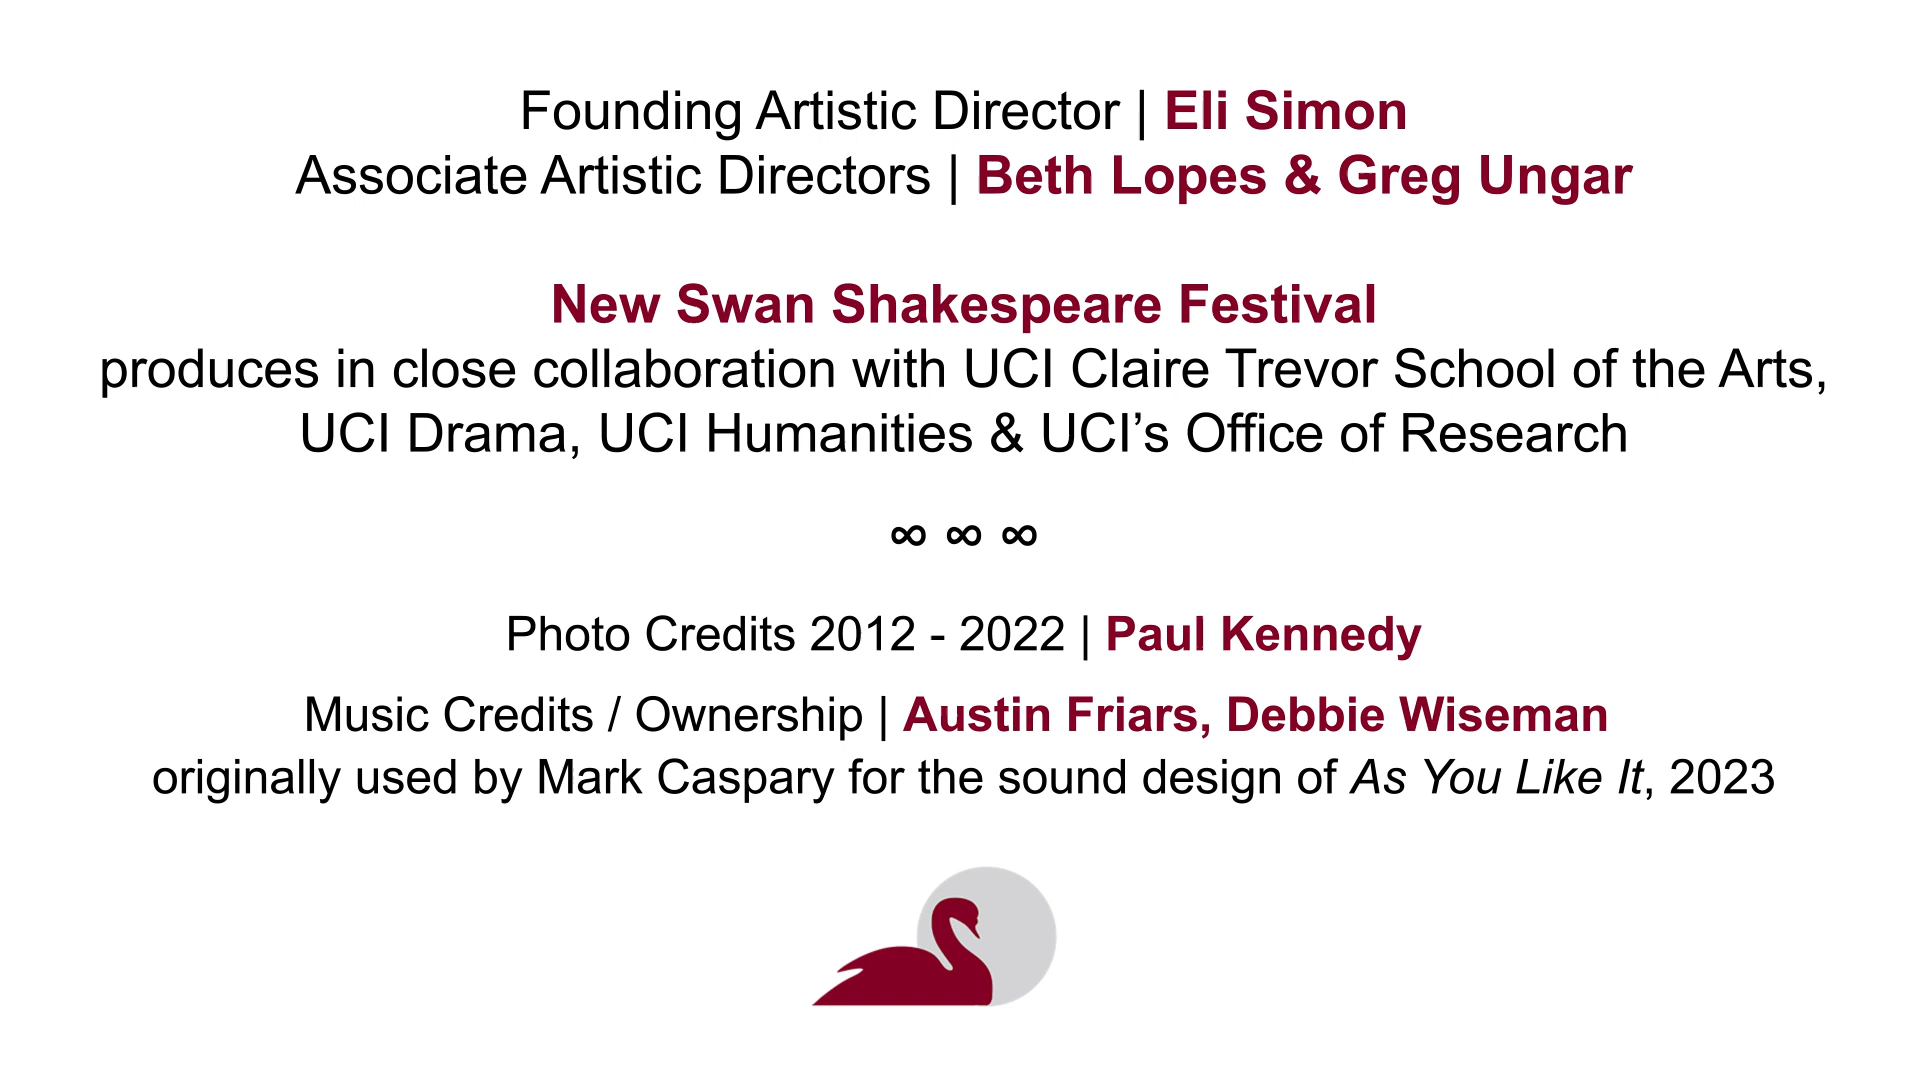 Founding Artistic Director | Eli Simon
Associate Artistic Directors | Beth Lopes & Greg Ungar
New Swan Shakespeare Festival
produces in close collaboration with UCI Claire Trevor School of the Arts,
UCI Drama, UCI Humanities & UCI’s Office of Research
∞ ∞ ∞
Photo Credits 2012 - 2022 | Paul Kennedy
Music Credits / Ownership | Austin Friars, Debbie Wiseman
originally used by Mark Caspary for the sound design of As You Like It, 2023